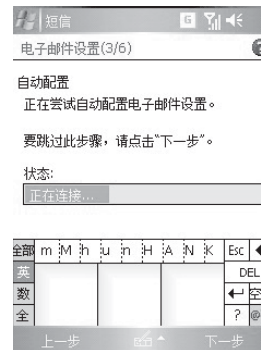 短信 G
电子邮件设置(3/6)
自动配置
正在尝试自动配置电子邮件设置。
要跳过此步骤，请点击"下一步"。
状态:
正在连接...
全部 m M h u n H A N K Esc
英 DEL
数 空
全 ? @
上一步 下一步